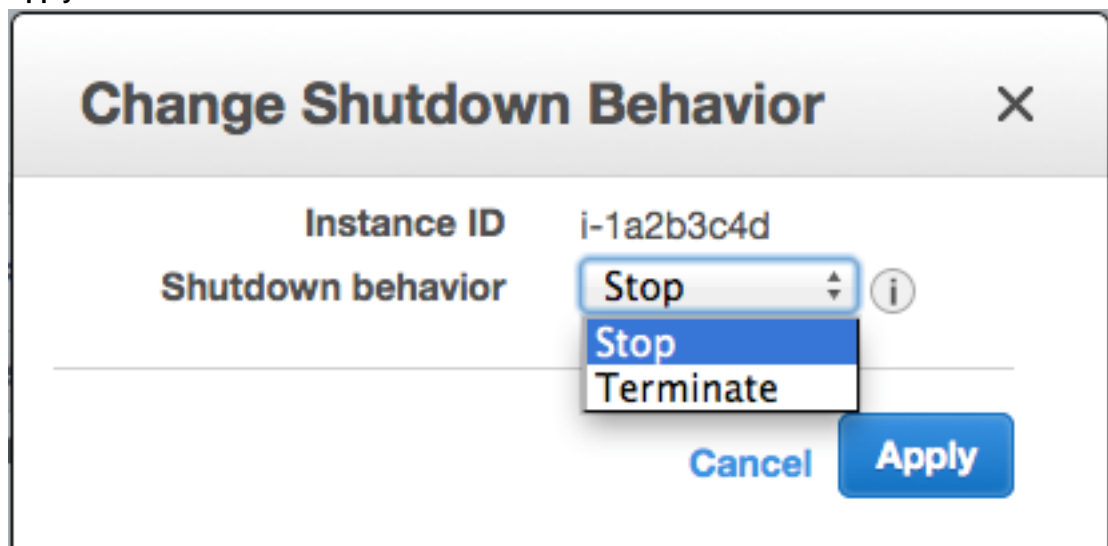 Change Shutdown Behavior
Instance ID i-1a2b3c4d
Shutdown behavior Stop
Stop
Terminate
Cancel Apply